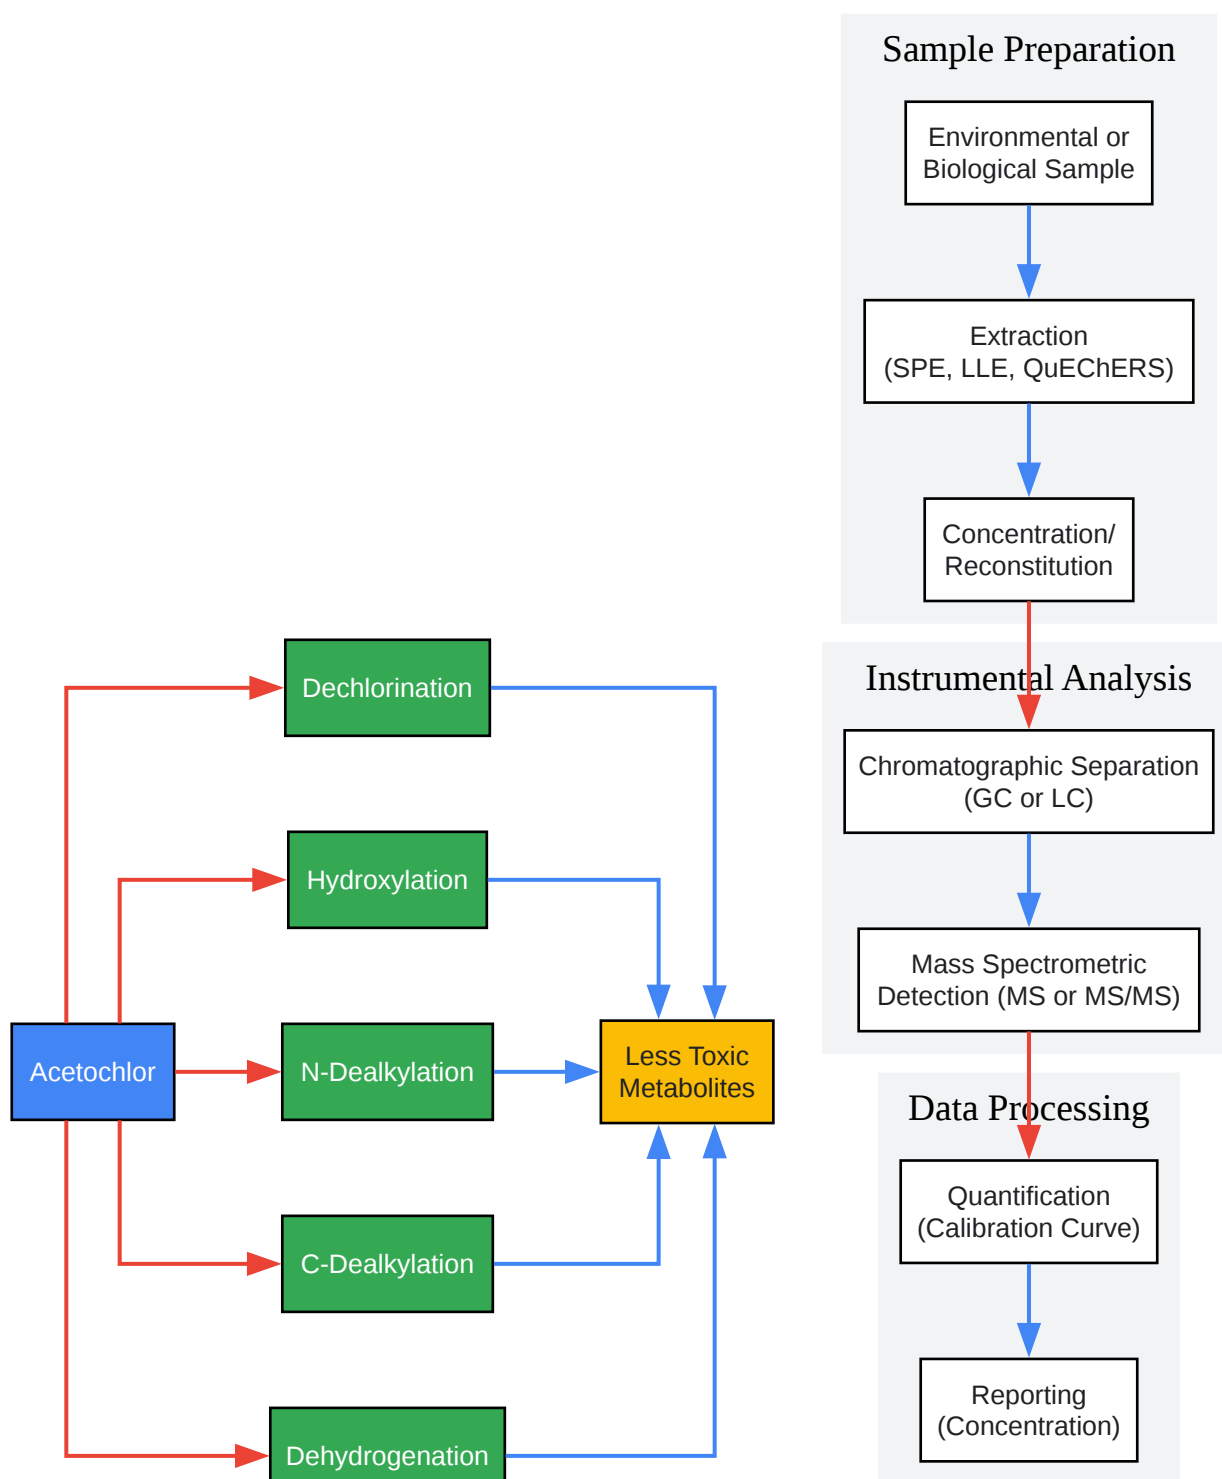 Sample Preparation
Environmental or
Biological Sample
Extraction
(SPE, LLE, QuEChERS)
Concentration/
Reconstitution
Instrumental Analysis
Chromatographic Separation
(GC or LC)
Mass Spectrometric
Detection (MS or MS/MS)
Data Processing
Quantification
(Calibration Curve)
Reporting
(Concentration)
Acetochlor
Dechlorination
Hydroxylation
N-Dealkylation
C-Dealkylation
Dehydrogenation
Less Toxic
Metabolites